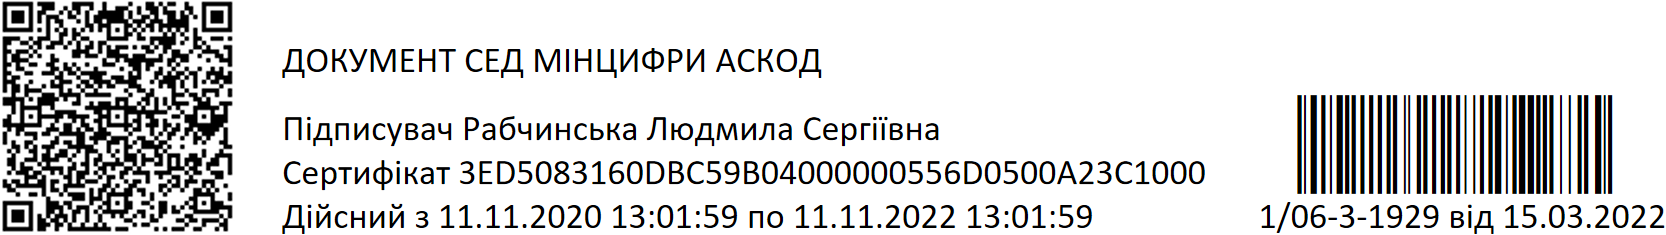 ДОКУМЕНТ СЕД МІНЦИФРИ АСКОД
Підписувач Рабчинська Людмила Сергіївна
Сертифікат 3ED5083160DBC59B04000000556D0500A23C1000
Дійсний з 11.11.2020 13:01:59 по 11.11.2022 13:01:59
1/06-3-1929 від 15.03.2022